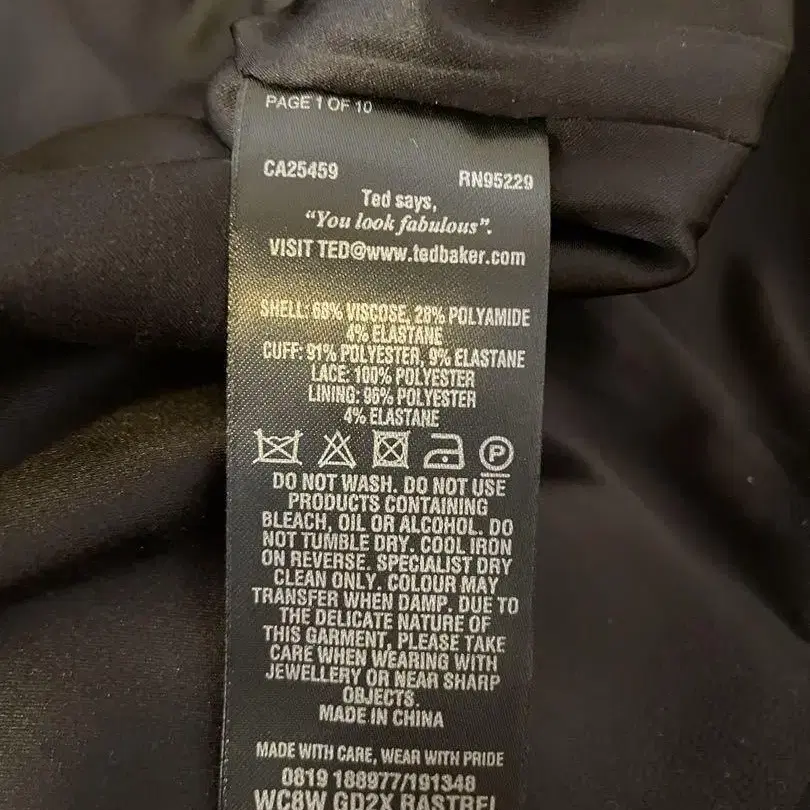 PAGE 1 OF 10
CA25459 RN95229
Ted says,
“You look fabulous”.
VISIT TED@www.tedbaker.com
SHELL: 68% VISCOSE, 28% POLYAMIDE
4% ELASTANE
CUFF: 91% POLYESTER, 9% ELASTANE
LACE: 100% POLYESTER
LINING: 96% POLYESTER
4% ELASTANE
P
DO NOT WASH. DO NOT USE
PRODUCTS CONTAINING
BLEACH, OIL OR ALCOHOL. DO
NOT TUMBLE DRY. COOL IRON
ON REVERSE. SPECIALIST DRY
CLEAN ONLY. COLOUR MAY
TRANSFER WHEN DAMP. DUE TO
THE DELICATE NATURE OF
THIS GARMENT, PLEASE TAKE
CARE WHEN WEARING WITH
JEWELLERY OR NEAR SHARP
OBJECTS.
MADE IN CHINA
MADE WITH CARE, WEAR WITH PRIDE
0819 188977/191348
WC8W GD2X RASTREL